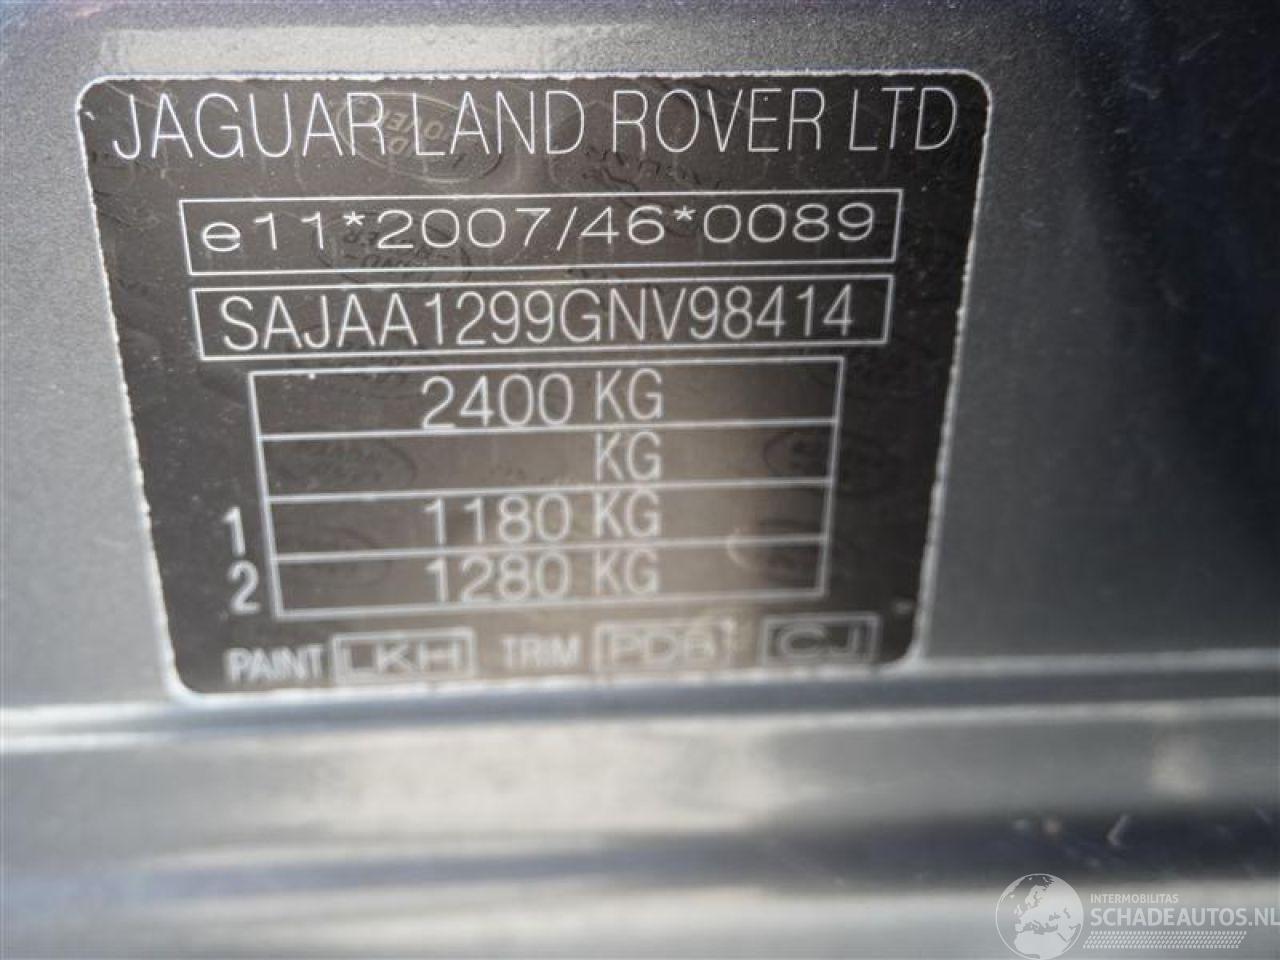 JAGUAR LAND ROVER LTD
e11*2007/46*0089
SAJAA1299GNV98414
2400 KG
KG
1 1180 KG
2 1280 KG
PAINT LKH TRIM PDB CJ
INTERMOBILITAS
SCHADEAUTOS.NL